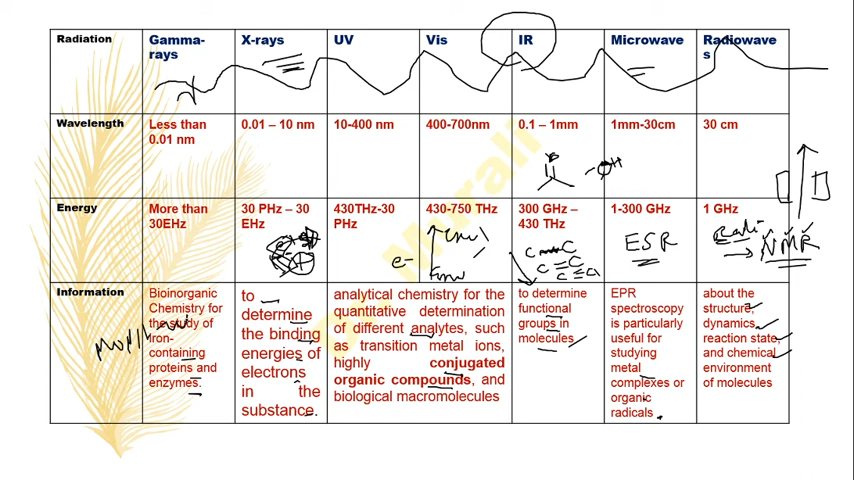 Radiation
Gamma-
rays
X-rays
UV
Vis
IR
Microwave
Radiowave
s
Wavelength
Less than
0.01 nm
0.01 – 10 nm
10-400 nm
400-700nm
0.1 – 1mm
1mm-30cm
30 cm
OH
Energy
More than
30EHz
30 PHz – 30
EHz
430THz-30
PHz
430-750 THz
300 GHz –
430 THz
1-300 GHz
1 GHz
e-
C C
C C
C Cl
ESR
NMR
Information
Bioinorganic
Chemistry for
the study of
iron-
containing
proteins and
enzymes.
to
determine
the binding
energies of
electrons
in the
substance.
analytical chemistry for the
quantitative determination
of different analytes, such
as transition metal ions,
highly conjugated
organic compounds, and
biological macromolecules
to determine
functional
groups in
molecules
EPR
spectroscopy
is particularly
useful for
studying
metal
complexes or
organic
radicals
about the
structure,
dynamics,
reaction state,
and chemical
environment
of molecules
Murali